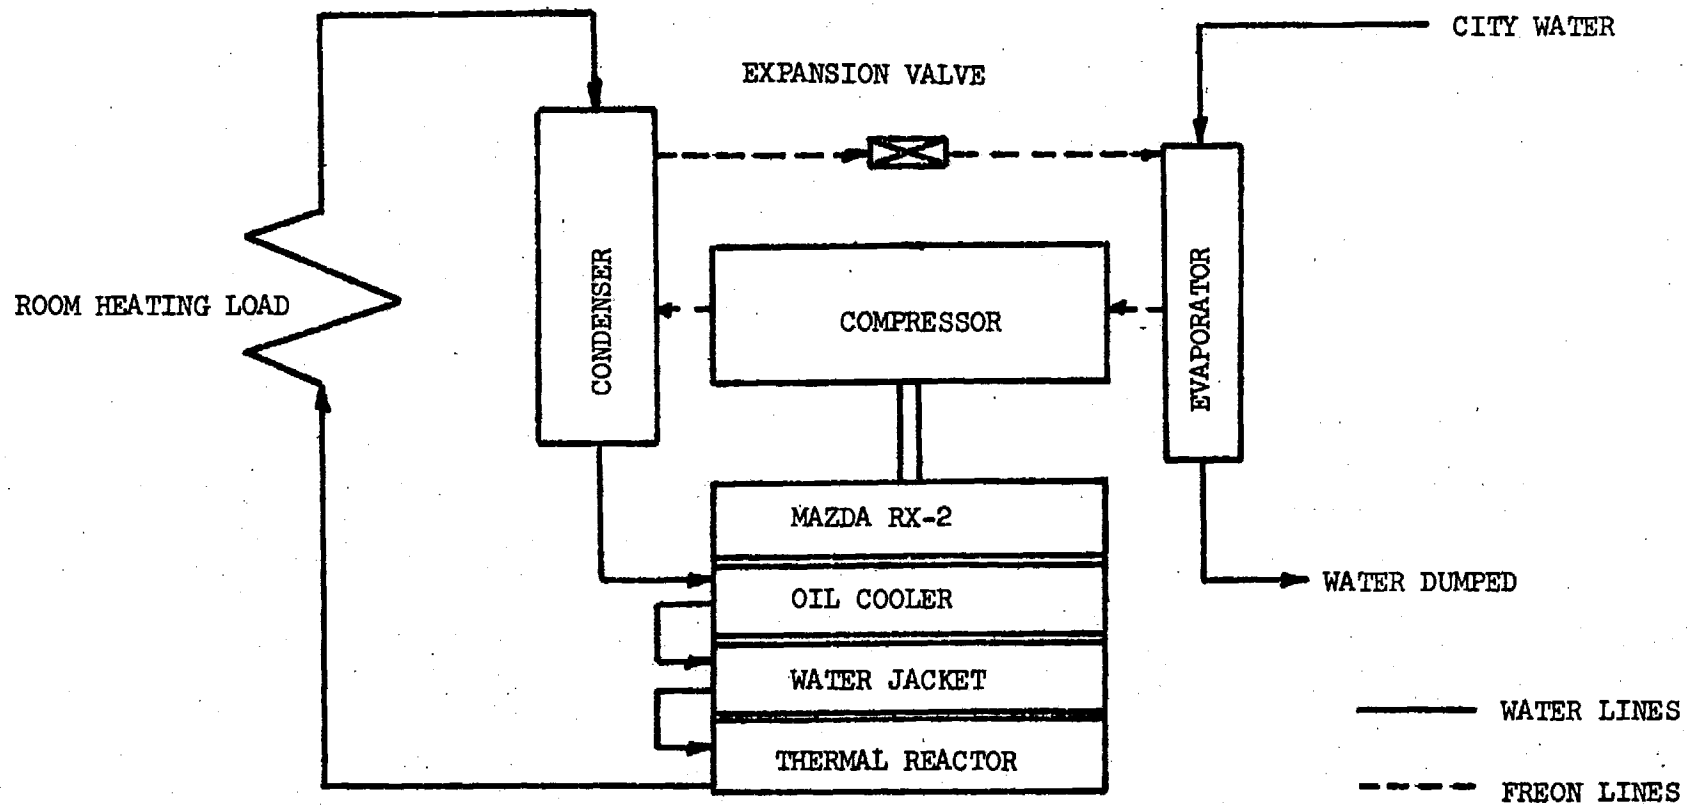 CITY WATER
EXPANSION VALVE
ROOM HEATING LOAD
CONDENSER
COMPRESSOR
EVAPORATOR
MAZDA RX-2
OIL COOLER
WATER DUMPED
WATER JACKET
WATER LINES
THERMAL REACTOR
FREON LINES